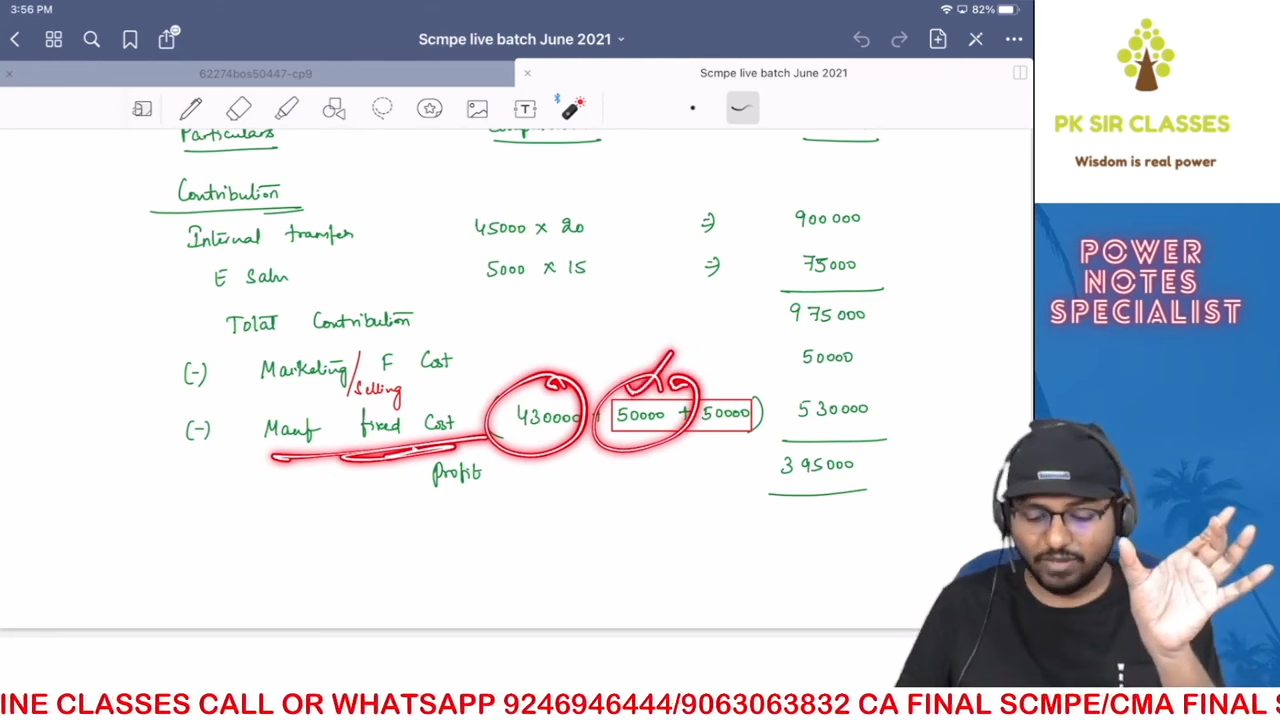 3:56 PM
82%
Scmpe live batch June 2021
62274bos50447-cp9
Scmpe live batch June 2021
Particulars
Contribution
Internal transfer 45000 × 20 ⇒ 900 000
E Sales 5000 × 15 ⇒ 75000
Total Contribution 975000
(-) Marketing/Selling F Cost 50000
(-) Manf fixed Cost 430000 + 50000 + 50000) 530000
Profit 395000
PK SIR CLASSES
Wisdom is real power
POWER
NOTES
SPECIALIST
INE CLASSES CALL OR WHATSAPP 9246946444/9063063832 CA FINAL SCMPE/CMA FINAL S